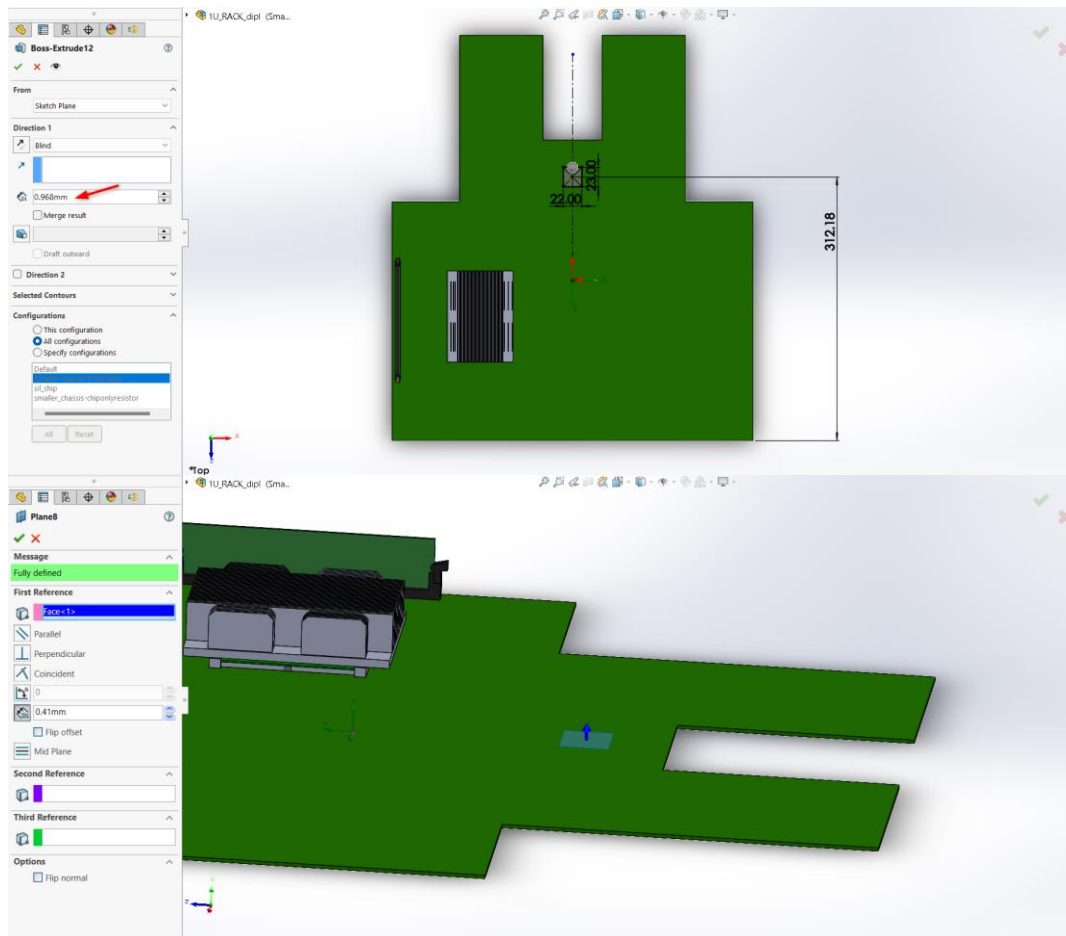 1U_RACK_dipl (Sma...
Boss-Extrude12
From
Sketch Plane
Direction 1
Blind
0.968mm
Merge result
Draft outward
Direction 2
Selected Contours
Configurations
This configuration
All configurations
Specify configurations
Default
sil_chip
smaller_chassis-chiponlyresistor
All Reset
23.00
22.00
312.18
*Top
1U_RACK_dipl (Sma...
Plane8
Message
Fully defined
First Reference
Face<1>
Parallel
Perpendicular
Coincident
0
0.41mm
Flip offset
Mid Plane
Second Reference
Third Reference
Options
Flip normal